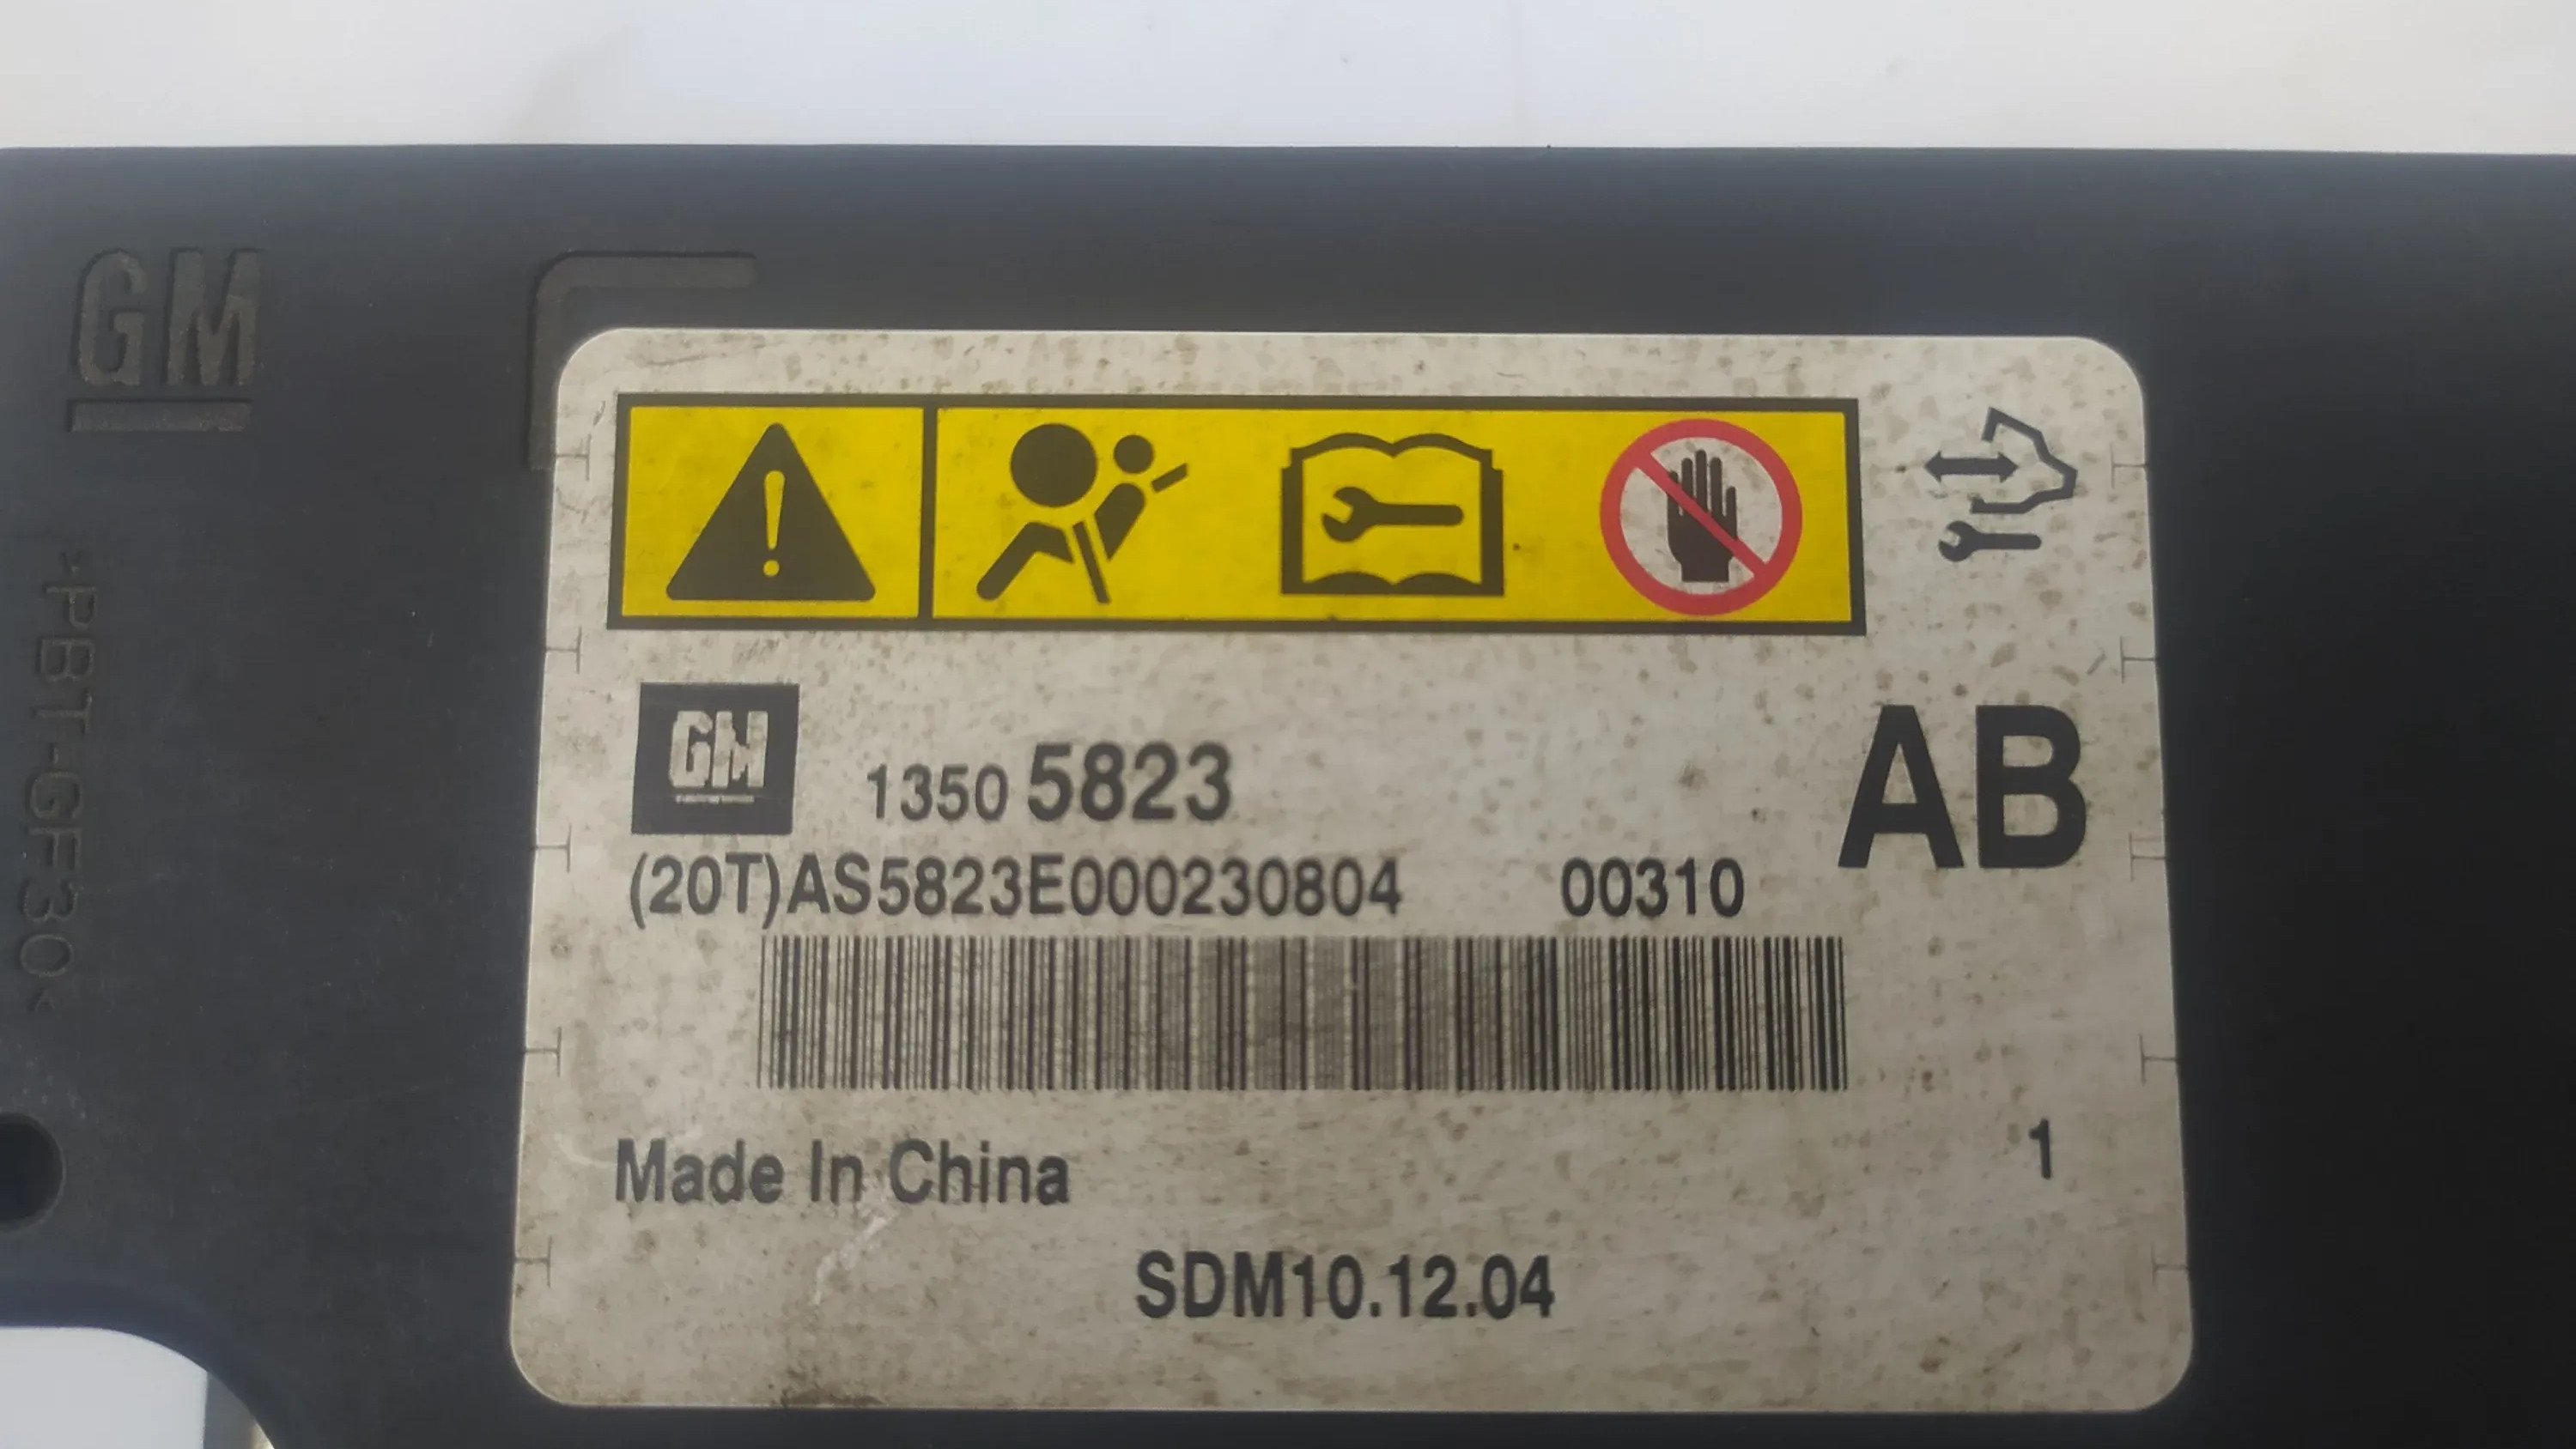 GM
>PBT-GF30<
GM
1350 5823
AB
(20T)AS5823E000230804 00310
Made In China
1
SDM10.12.04